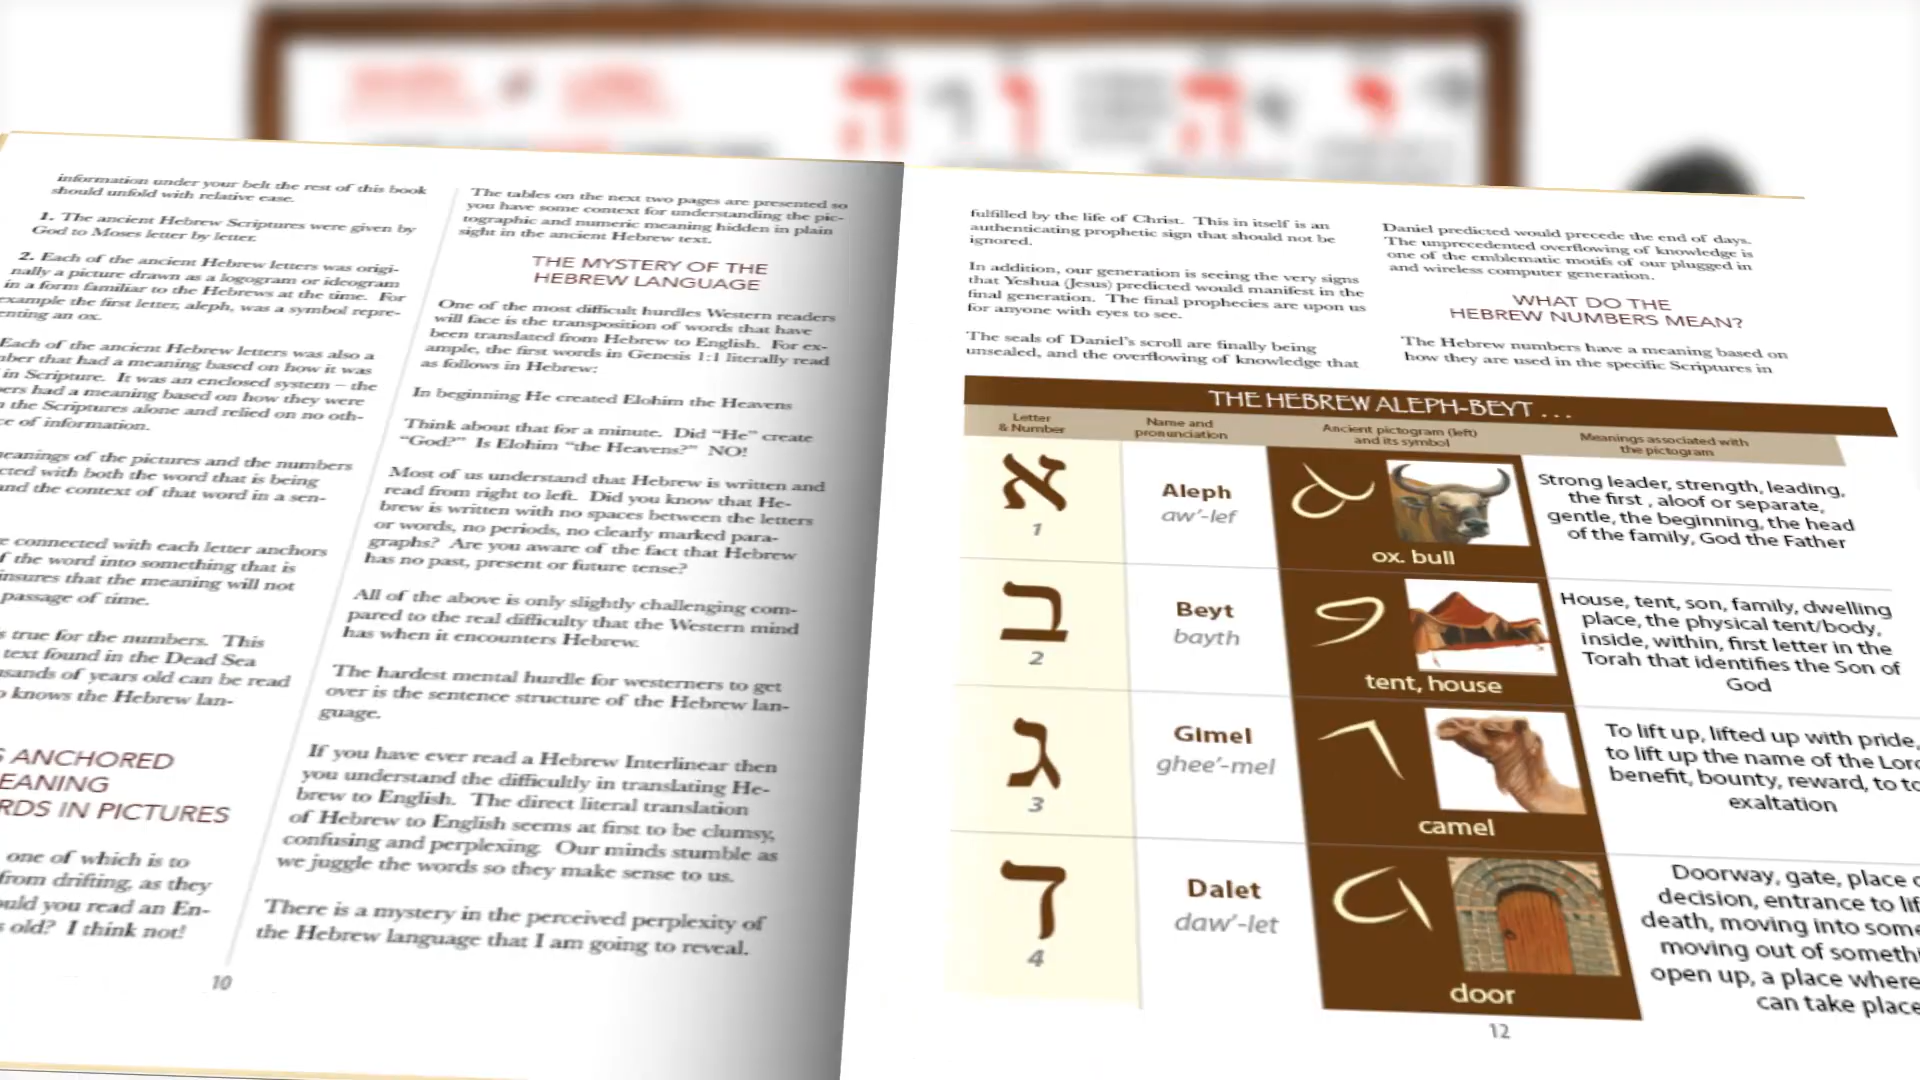 information under your belt the rest of this book
should unfold with relative ease.
1. The ancient Hebrew Scriptures were given by
God to Moses letter by letter.
2. Each of the ancient Hebrew letters was origi-
nally a picture drawn as a logogram or ideogram
in a form familiar to the Hebrews at the time. For
example the first letter, aleph, was a symbol repre-
enting an ox.
Each of the ancient Hebrew letters was also a
ber that had a meaning based on how it was
in Scripture. It was an enclosed system – the
ers had a meaning based on how they were
the Scriptures alone and relied on no oth-
ce of information.
eanings of the pictures and the numbers
cted with both the word that is being
and the context of that word in a sen-
e connected with each letter anchors
f the word into something that is
insures that the meaning will not
passage of time.
s true for the numbers. This
text found in the Dead Sea
usands of years old can be read
o knows the Hebrew lan-
S ANCHORED
EANING
RDS IN PICTURES
one of which is to
from drifting, as they
ould you read an En-
s old? I think not!
10
The tables on the next two pages are presented so
you have some context for understanding the pic-
tographic and numeric meaning hidden in plain
sight in the ancient Hebrew text.
THE MYSTERY OF THE
HEBREW LANGUAGE
One of the most difficult hurdles Western readers
will face is the transposition of words that have
been translated from Hebrew to English. For ex-
ample, the first words in Genesis 1:1 literally read
as follows in Hebrew:
In beginning He created Elohim the Heavens
Think about that for a minute. Did “He” create
“God?” Is Elohim “the Heavens?” NO!
Most of us understand that Hebrew is written and
read from right to left. Did you know that He-
brew is written with no spaces between the letters
or words, no periods, no clearly marked para-
graphs? Are you aware of the fact that Hebrew
has no past, present or future tense?
All of the above is only slightly challenging com-
pared to the real difficulty that the Western mind
has when it encounters Hebrew.
The hardest mental hurdle for westerners to get
over is the sentence structure of the Hebrew lan-
guage.
If you have ever read a Hebrew Interlinear then
you understand the difficultly in translating He-
brew to English. The direct literal translation
of Hebrew to English seems at first to be clumsy,
confusing and perplexing. Our minds stumble as
we juggle the words so they make sense to us.
There is a mystery in the perceived perplexity of
the Hebrew language that I am going to reveal.
fulfilled by the life of Christ. This in itself is an
authenticating prophetic sign that should not be
ignored.
In addition, our generation is seeing the very signs
that Yeshua (Jesus) predicted would manifest in the
final generation. The final prophecies are upon us
for anyone with eyes to see.
The seals of Daniel’s scroll are finally being
unsealed, and the overflowing of knowledge that
Daniel predicted would precede the end of days.
The unprecedented overflowing of knowledge is
one of the emblematic motifs of our plugged in
and wireless computer generation.
WHAT DO THE
HEBREW NUMBERS MEAN?
The Hebrew numbers have a meaning based on
how they are used in the specific Scriptures in
THE HEBREW ALEPH-BEYT . . .
Letter
& Number
Name and
pronunciation
Ancient pictogram (left)
and its symbol
Meanings associated with
the pictogram
א
1
Aleph
aw’-lef
ox. bull
Strong leader, strength, leading,
the first , aloof or separate,
gentle, the beginning, the head
of the family, God the Father
ב
2
Beyt
bayth
tent, house
House, tent, son, family, dwelling
place, the physical tent/body,
inside, within, first letter in the
Torah that identifies the Son of
God
ג
3
Gimel
ghee’-mel
camel
To lift up, lifted up with pride,
to lift up the name of the Lor
benefit, bounty, reward, to to
exaltation
ד
4
Dalet
daw’-let
door
Doorway, gate, place o
decision, entrance to lif
death, moving into some
moving out of somethi
open up, a place where
can take place
12